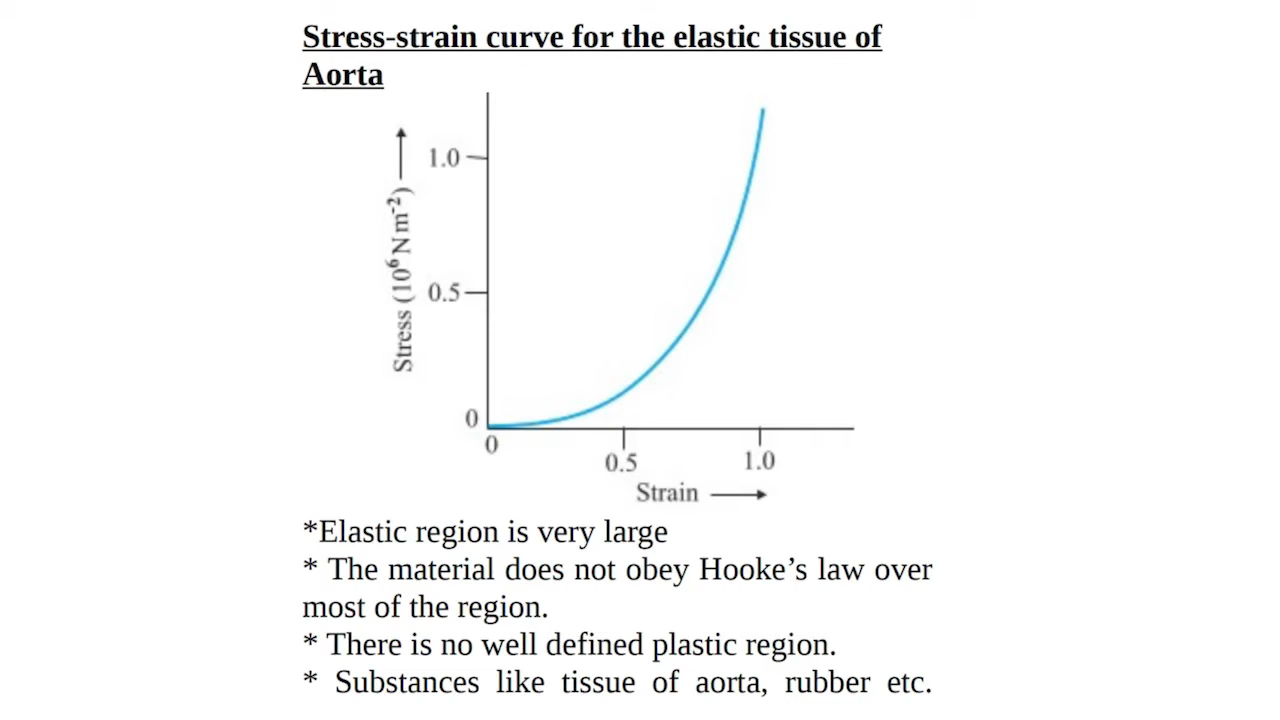 Stress-strain curve for the elastic tissue of
Aorta
Stress (10⁶ N m⁻²)
1.0
0.5
0
0
0.5
1.0
Strain
*Elastic region is very large
* The material does not obey Hooke’s law over
most of the region.
* There is no well defined plastic region.
* Substances like tissue of aorta, rubber etc.